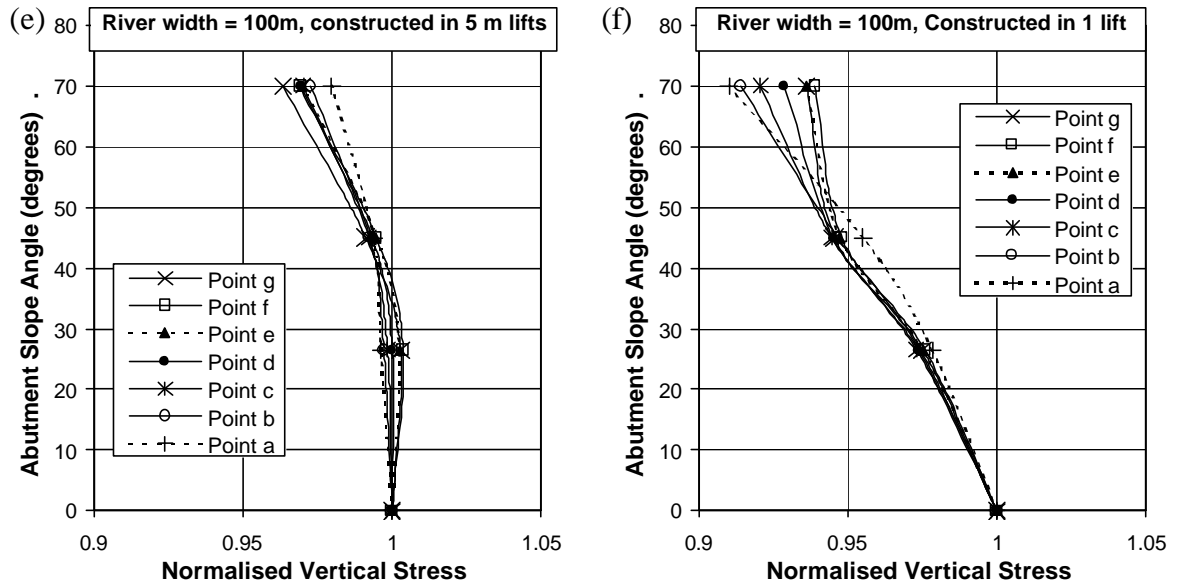 (e)
River width = 100m, constructed in 5 m lifts
Abutment Slope Angle (degrees) .
80
70
60
50
40
30
20
10
0
Point g
Point f
Point e
Point d
Point c
Point b
Point a
0.9 0.95 1 1.05
Normalised Vertical Stress
(f)
River width = 100m, Constructed in 1 lift
Abutment Slope Angle (degrees) .
80
70
60
50
40
30
20
10
0
Point g
Point f
Point e
Point d
Point c
Point b
Point a
0.9 0.95 1 1.05
Normalised Vertical Stress